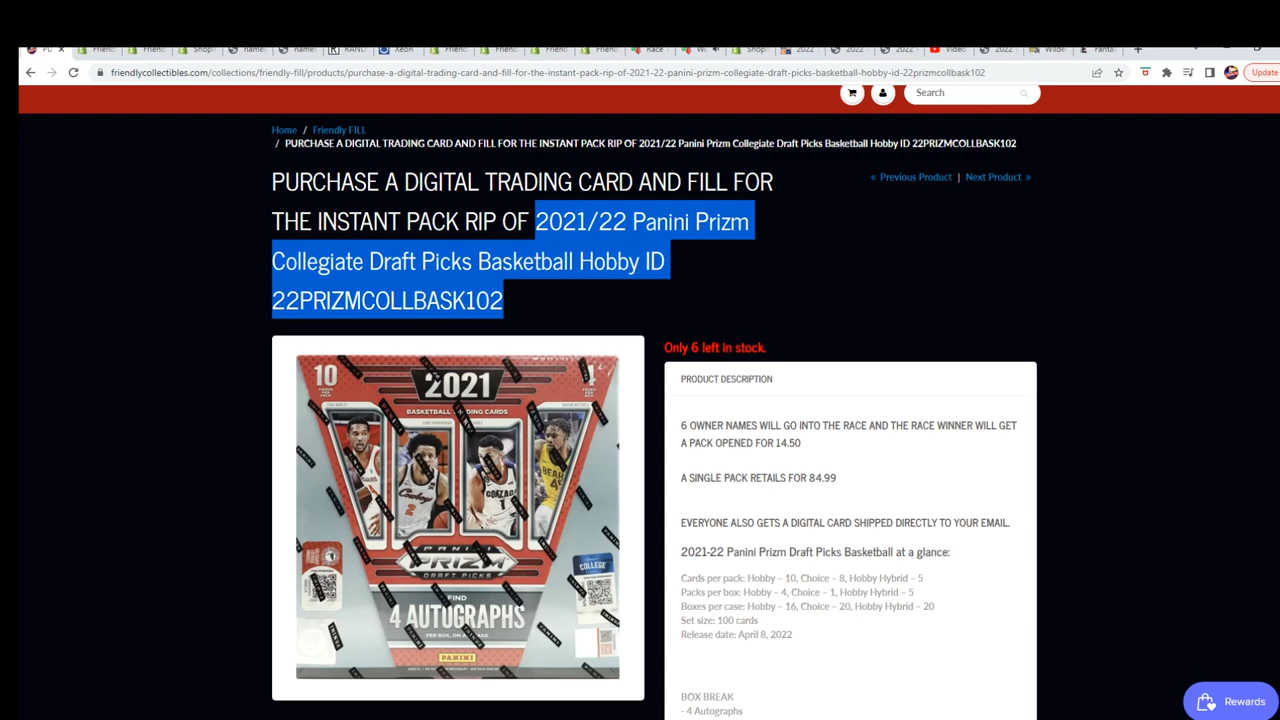 friendlycollectibles.com/collections/friendly-fill/products/purchase-a-digital-trading-card-and-fill-for-the-instant-pack-rip-of-2021-22-panini-prizm-collegiate-draft-picks-basketball-hobby-id-22prizmcollbask102
Update
Search
Home / Friendly FILL
/ PURCHASE A DIGITAL TRADING CARD AND FILL FOR THE INSTANT PACK RIP OF 2021/22 Panini Prizm Collegiate Draft Picks Basketball Hobby ID 22PRIZMCOLLBASK102
« Previous Product | Next Product »
PURCHASE A DIGITAL TRADING CARD AND FILL FOR
THE INSTANT PACK RIP OF 2021/22 Panini Prizm
Collegiate Draft Picks Basketball Hobby ID
22PRIZMCOLLBASK102
Only 6 left in stock.
PRODUCT DESCRIPTION
6 OWNER NAMES WILL GO INTO THE RACE AND THE RACE WINNER WILL GET
A PACK OPENED FOR 14.50
A SINGLE PACK RETAILS FOR 84.99
EVERYONE ALSO GETS A DIGITAL CARD SHIPPED DIRECTLY TO YOUR EMAIL.
2021-22 Panini Prizm Draft Picks Basketball at a glance:
Cards per pack: Hobby – 10, Choice – 8, Hobby Hybrid – 5
Packs per box: Hobby – 4, Choice – 1, Hobby Hybrid – 5
Boxes per case: Hobby – 16, Choice – 20, Hobby Hybrid – 20
Set size: 100 cards
Release date: April 8, 2022
BOX BREAK
- 4 Autographs
10
CARDS PER PACK
2021
BASKETBALL TRADING CARDS
PANINI
PRIZM
DRAFT PICKS
COLLEGE
FIND
4 AUTOGRAPHS
PER BOX, ON AVERAGE
PANINI
Rewards